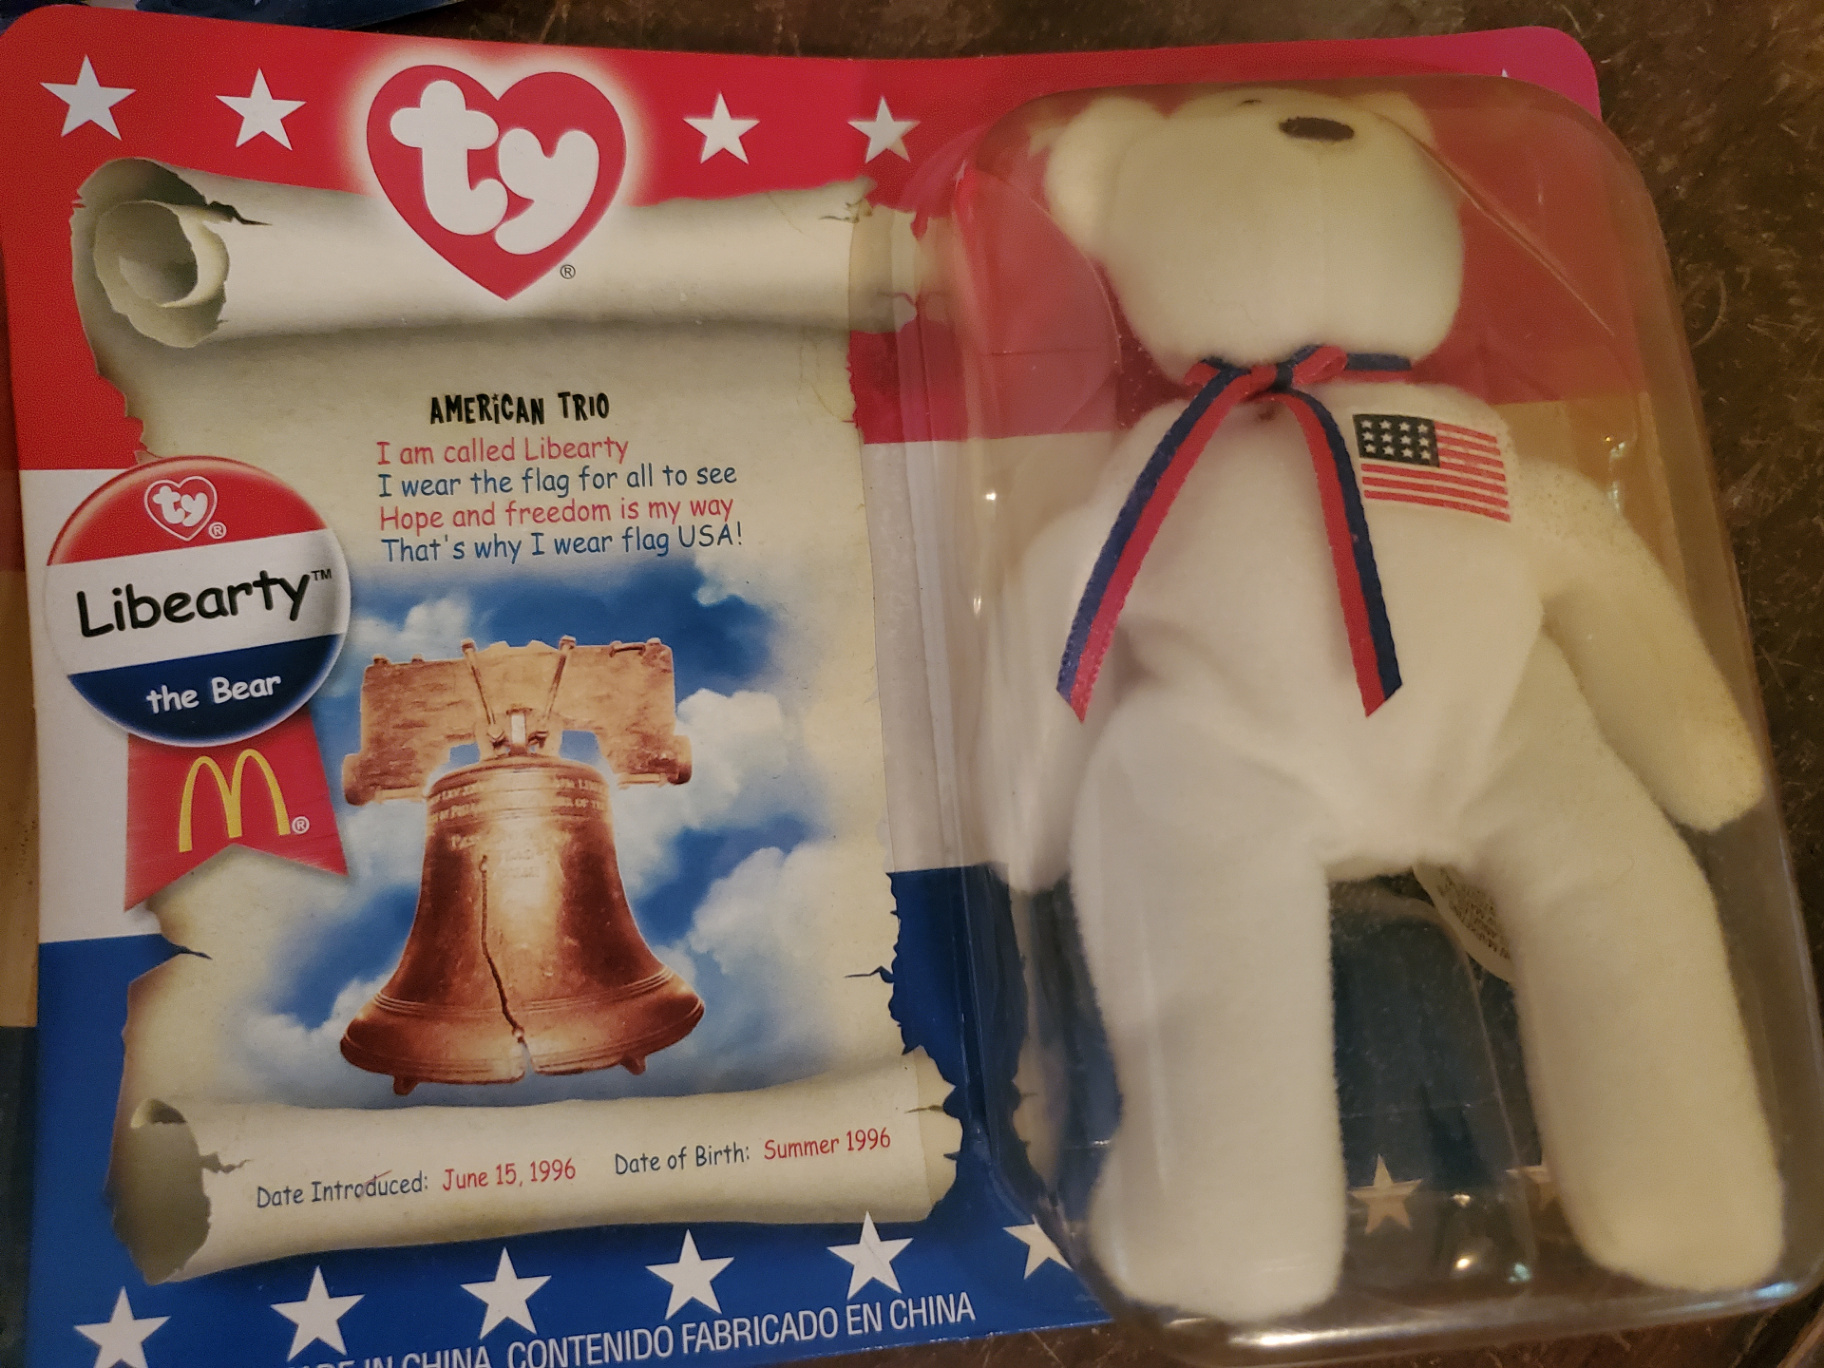 ty
®
AMERiCAN TRIO
I am called Libearty
I wear the flag for all to see
Hope and freedom is my way
That's why I wear flag USA!
ty®
Libearty™
the Bear
M®
Date Introduced: June 15, 1996 Date of Birth: Summer 1996
IN CHINA CONTENIDO FABRICADO EN CHINA